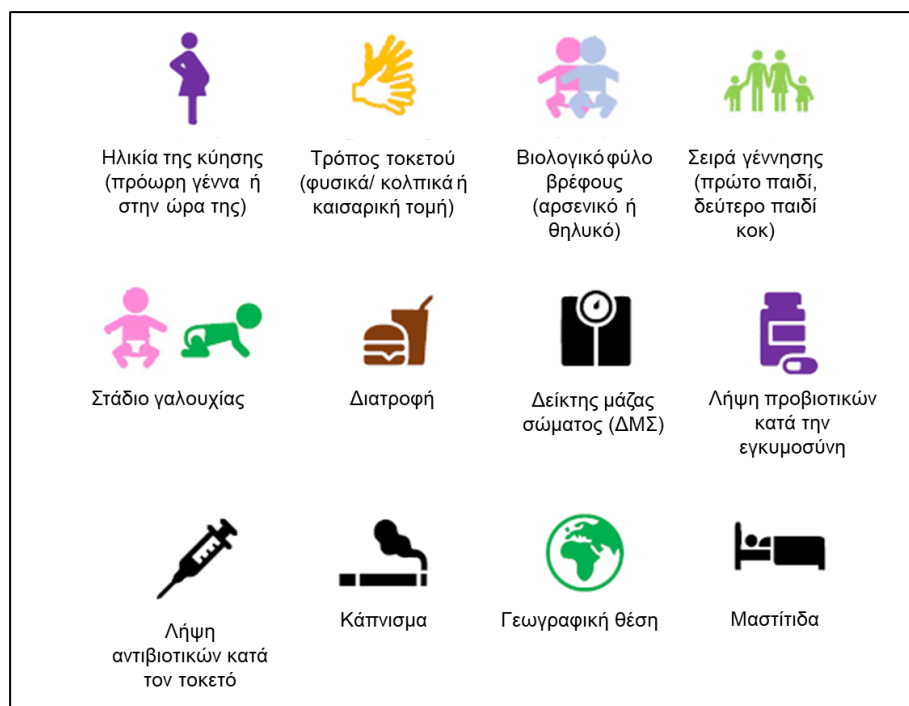 Ηλικία της κύησης
(πρόωρη γέννα ή
στην ώρα της)
Τρόπος τοκετού
(φυσικά/ κολπικά ή
καισαρική τομή)
Βιολογικό φύλο
βρέφους
(αρσενικό ή
θηλυκό)
Σειρά γέννησης
(πρώτο παιδί,
δεύτερο παιδί
κοκ)
Στάδιο γαλουχίας
Διατροφή
Δείκτης μάζας
σώματος (ΔΜΣ)
Λήψη προβιοτικών
κατά την
εγκυμοσύνη
Λήψη
αντιβιοτικών κατά
τον τοκετό
Κάπνισμα
Γεωγραφική θέση
Μαστίτιδα